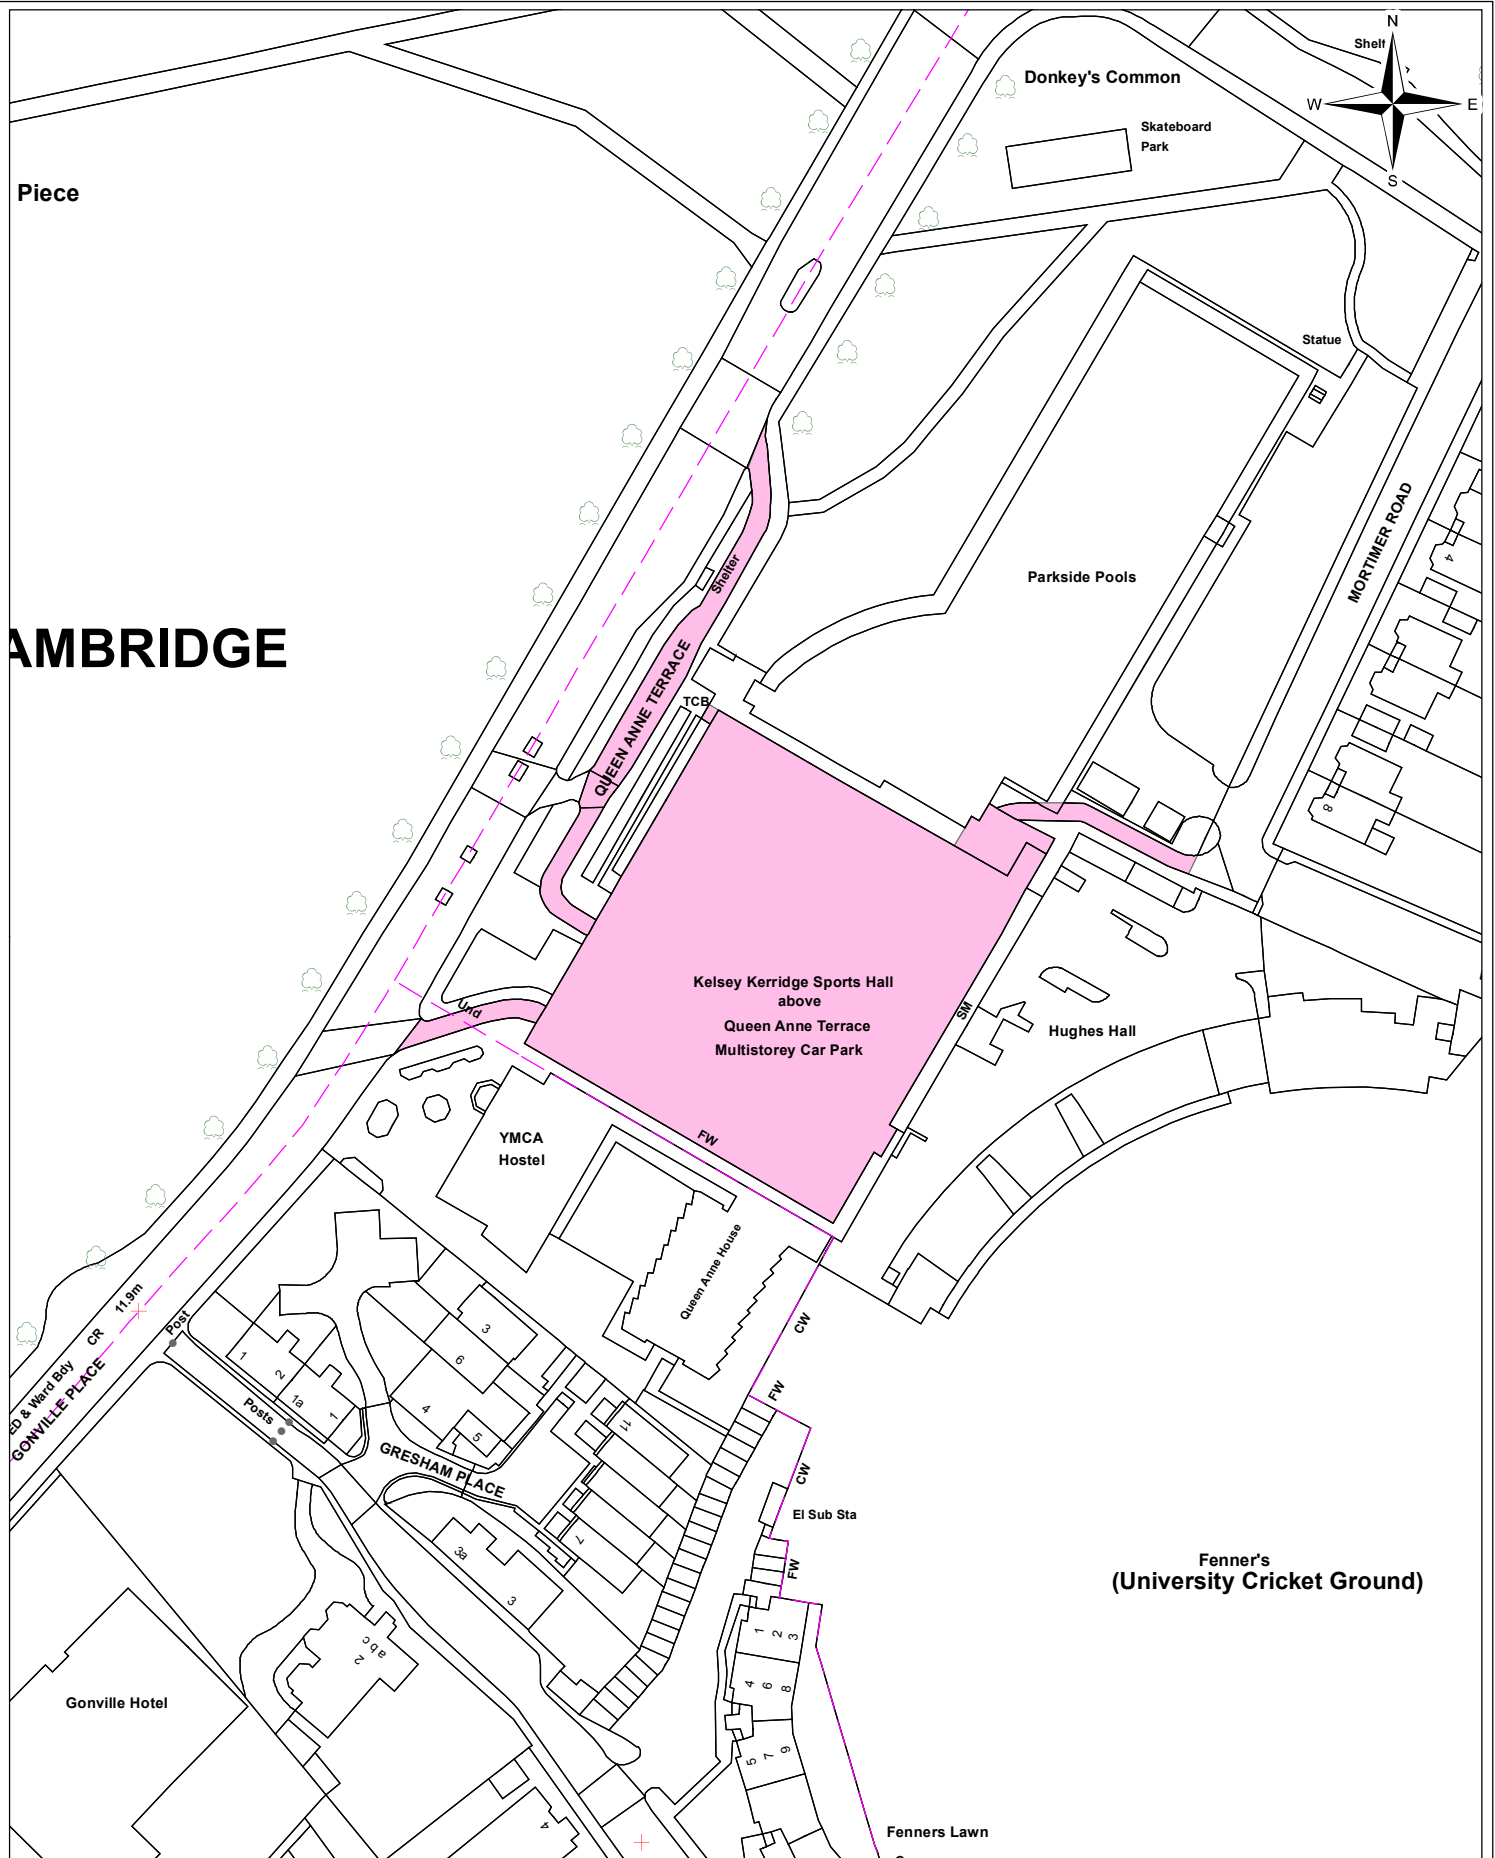 N
Shelt
Donkey's Common
W
E
Skateboard
Park
S
Piece
Statue
MORTIMER ROAD
4
Shelter
Parkside Pools
AMBRIDGE
QUEEN ANNE TERRACE
TCB
8
Kelsey Kerridge Sports Hall
above
Queen Anne Terrace
Multistorey Car Park
SM
Und
Hughes Hall
YMCA
Hostel
FW
Queen Anne House
11.9m
CR
Post
CW
ED & Ward Bdy
GONVILLE PLACE
1
2
1a
1
3
6
4
5
FW
Posts
11
GRESHAM PLACE
CW
El Sub Sta
7
3a
3
FW
Fenner's
(University Cricket Ground)
a b c
2
1
2
3
4
6
8
Gonville Hotel
5
7
9
4
Fenners Lawn